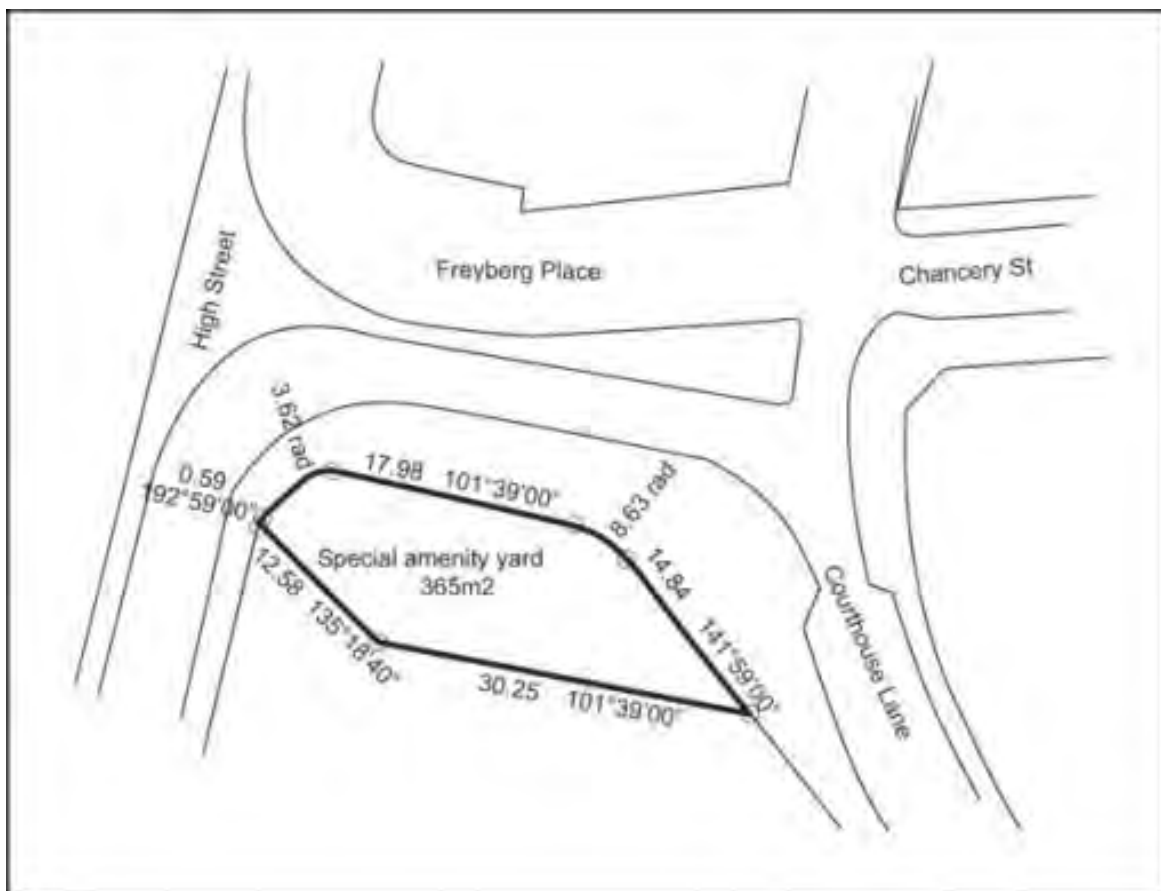 High Street
Freyberg Place
Chancery St
3.62 rad
0.59
192°59'00"
17.98 101°39'00"
8.63 rad
Special amenity yard
365m2
14.84 141°59'00"
12.58 135°18'40"
30.25 101°39'00"
Courthouse Lane